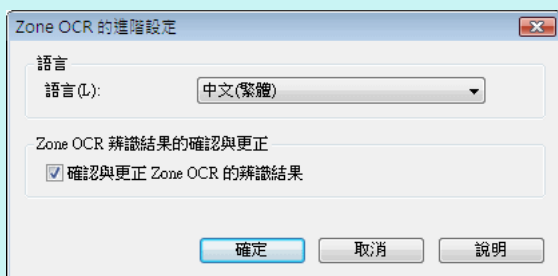 Zone OCR 的進階設定
語言
語言(L): 中文(繁體)
Zone OCR 辨識結果的確認與更正
確認與更正 Zone OCR 的辨識結果
確定 取消 說明